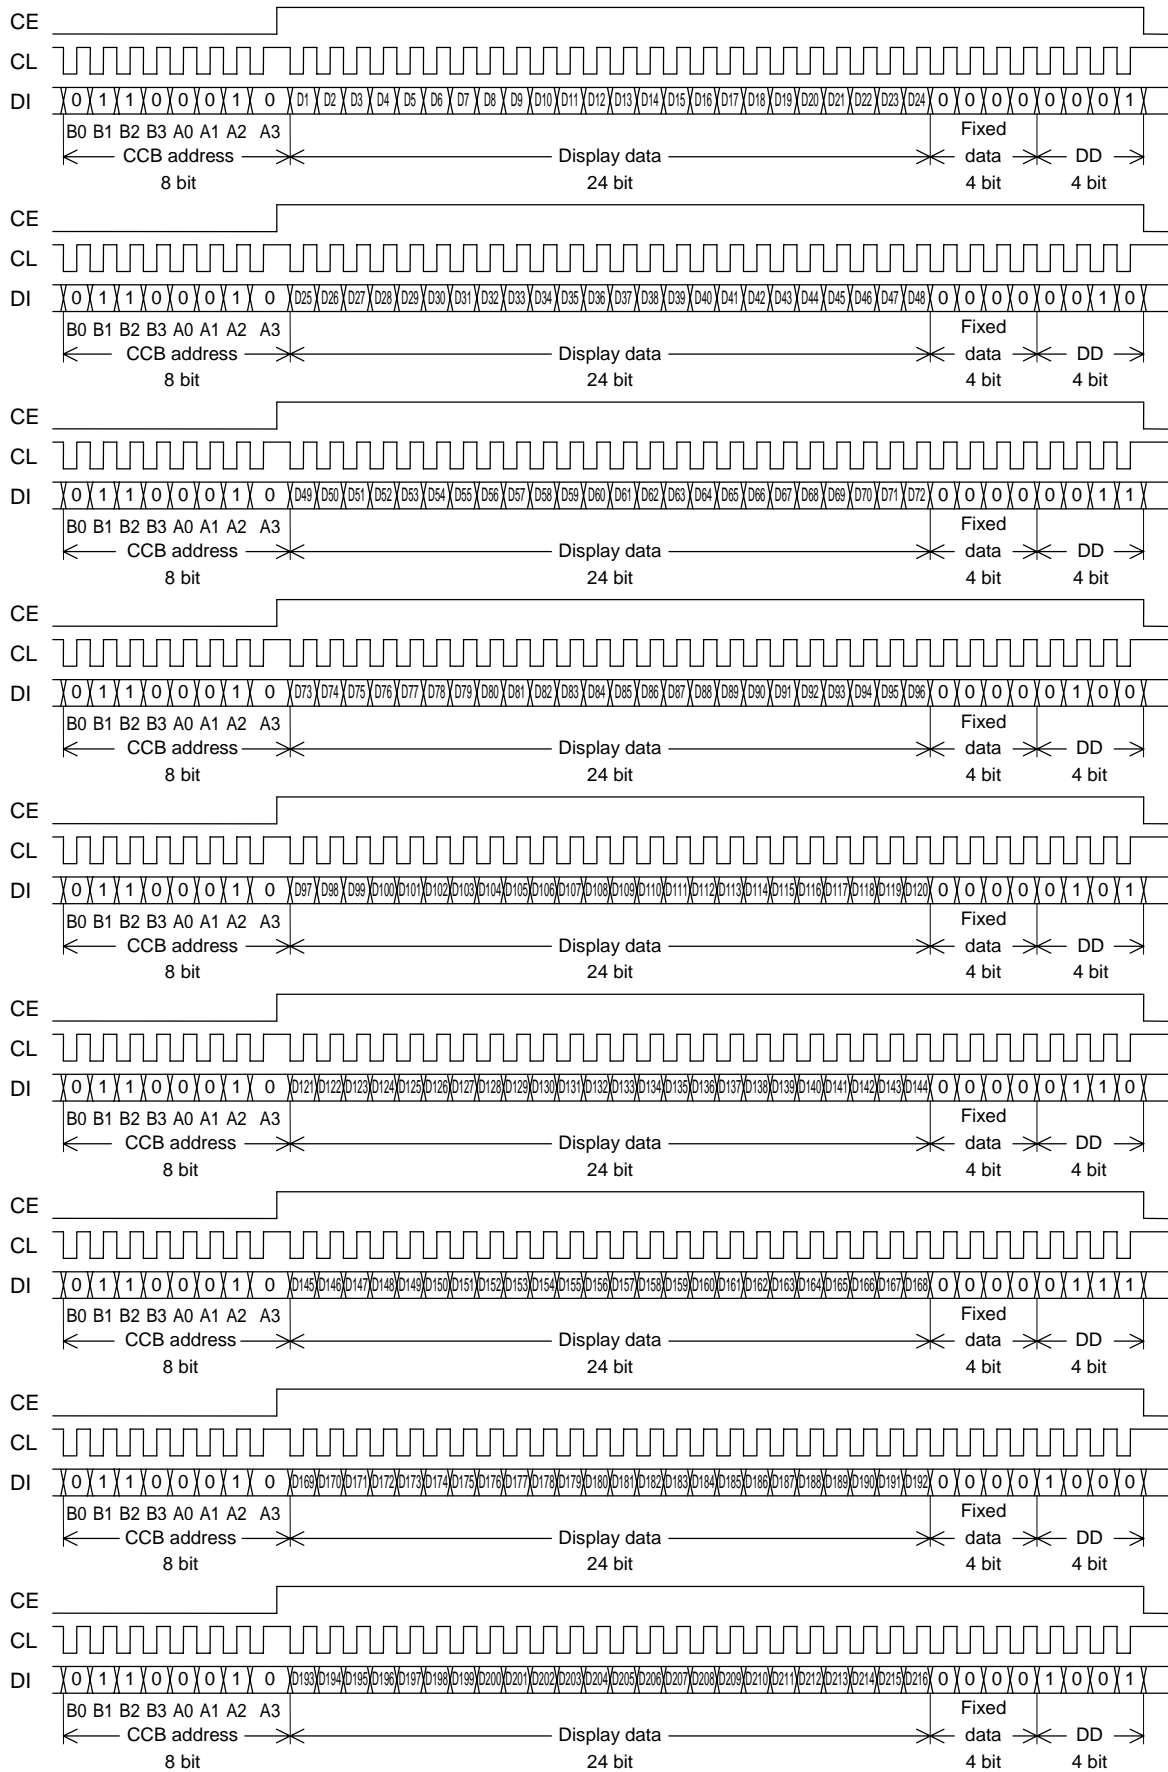 CE
CL
DI 0 1 1 0 0 0 1 0 D1 D2 D3 D4 D5 D6 D7 D8 D9 D10 D11 D12 D13 D14 D15 D16 D17 D18 D19 D20 D21 D22 D23 D24 0 0 0 0 0 0 0 1
B0 B1 B2 B3 A0 A1 A2 A3 Fixed
CCB address Display data data DD
8 bit 24 bit 4 bit 4 bit
CE
CL
DI 0 1 1 0 0 0 1 0 D25 D26 D27 D28 D29 D30 D31 D32 D33 D34 D35 D36 D37 D38 D39 D40 D41 D42 D43 D44 D45 D46 D47 D48 0 0 0 0 0 0 1 0
B0 B1 B2 B3 A0 A1 A2 A3 Fixed
CCB address Display data data DD
8 bit 24 bit 4 bit 4 bit
CE
CL
DI 0 1 1 0 0 0 1 0 D49 D50 D51 D52 D53 D54 D55 D56 D57 D58 D59 D60 D61 D62 D63 D64 D65 D66 D67 D68 D69 D70 D71 D72 0 0 0 0 0 0 1 1
B0 B1 B2 B3 A0 A1 A2 A3 Fixed
CCB address Display data data DD
8 bit 24 bit 4 bit 4 bit
CE
CL
DI 0 1 1 0 0 0 1 0 D73 D74 D75 D76 D77 D78 D79 D80 D81 D82 D83 D84 D85 D86 D87 D88 D89 D90 D91 D92 D93 D94 D95 D96 0 0 0 0 0 1 0 0
B0 B1 B2 B3 A0 A1 A2 A3 Fixed
CCB address Display data data DD
8 bit 24 bit 4 bit 4 bit
CE
CL
DI 0 1 1 0 0 0 1 0 D97 D98 D99 D100 D101 D102 D103 D104 D105 D106 D107 D108 D109 D110 D111 D112 D113 D114 D115 D116 D117 D118 D119 D120 0 0 0 0 0 1 0 1
B0 B1 B2 B3 A0 A1 A2 A3 Fixed
CCB address Display data data DD
8 bit 24 bit 4 bit 4 bit
CE
CL
DI 0 1 1 0 0 0 1 0 D121 D122 D123 D124 D125 D126 D127 D128 D129 D130 D131 D132 D133 D134 D135 D136 D137 D138 D139 D140 D141 D142 D143 D144 0 0 0 0 0 1 1 0
B0 B1 B2 B3 A0 A1 A2 A3 Fixed
CCB address Display data data DD
8 bit 24 bit 4 bit 4 bit
CE
CL
DI 0 1 1 0 0 0 1 0 D145 D146 D147 D148 D149 D150 D151 D152 D153 D154 D155 D156 D157 D158 D159 D160 D161 D162 D163 D164 D165 D166 D167 D168 0 0 0 0 0 1 1 1
B0 B1 B2 B3 A0 A1 A2 A3 Fixed
CCB address Display data data DD
8 bit 24 bit 4 bit 4 bit
CE
CL
DI 0 1 1 0 0 0 1 0 D169 D170 D171 D172 D173 D174 D175 D176 D177 D178 D179 D180 D181 D182 D183 D184 D185 D186 D187 D188 D189 D190 D191 D192 0 0 0 0 1 0 0 0
B0 B1 B2 B3 A0 A1 A2 A3 Fixed
CCB address Display data data DD
8 bit 24 bit 4 bit 4 bit
CE
CL
DI 0 1 1 0 0 0 1 0 D193 D194 D195 D196 D197 D198 D199 D200 D201 D202 D203 D204 D205 D206 D207 D208 D209 D210 D211 D212 D213 D214 D215 D216 0 0 0 0 1 0 0 1
B0 B1 B2 B3 A0 A1 A2 A3 Fixed
CCB address Display data data DD
8 bit 24 bit 4 bit 4 bit